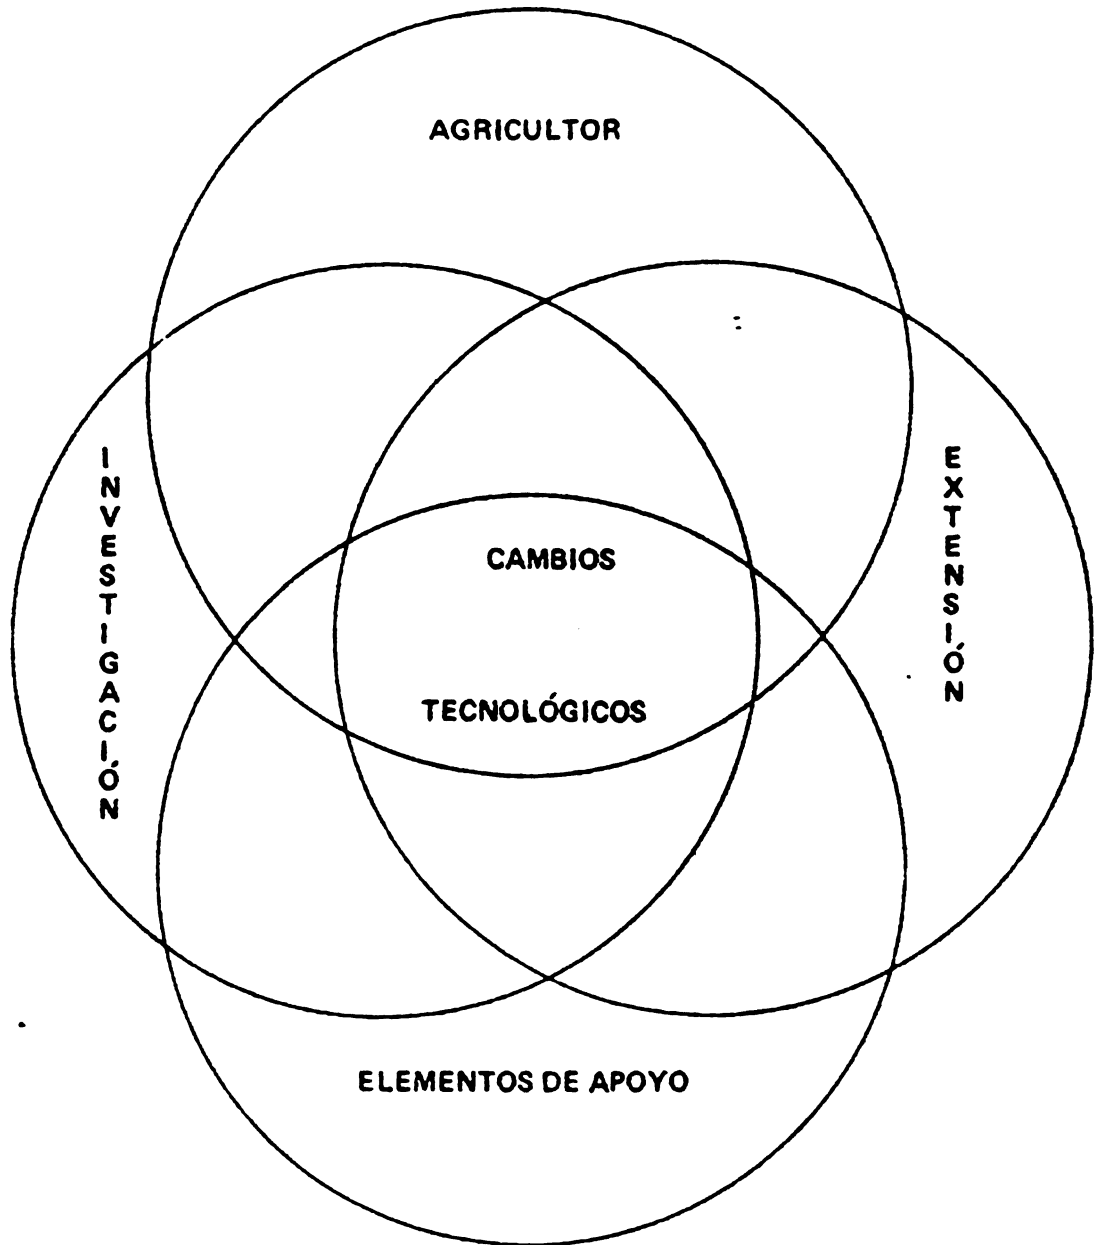 AGRICULTOR
INVESTIGACIÓN
EXTENSIÓN
CAMBIOS
TECNOLÓGICOS
ELEMENTOS DE APOYO